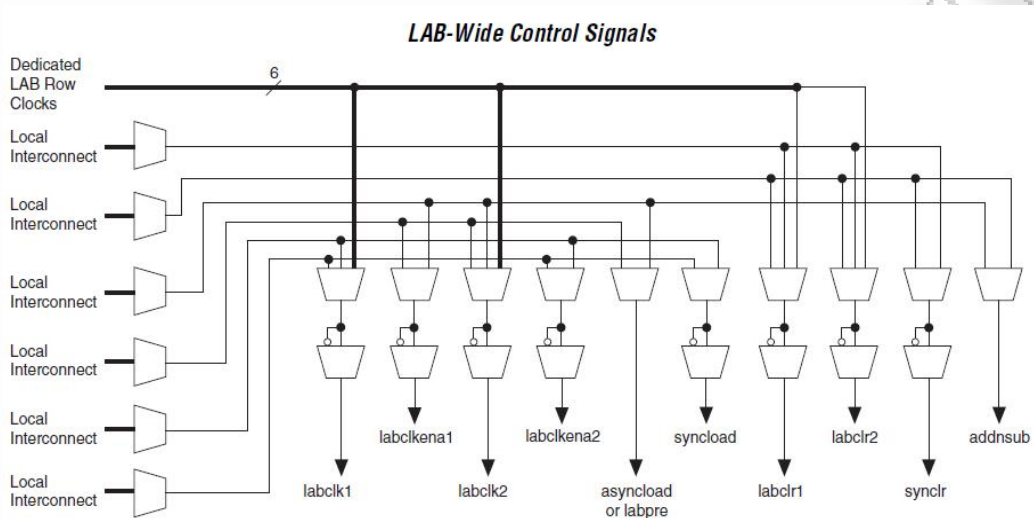 LAB-Wide Control Signals
Dedicated
LAB Row
Clocks
6
Local
Interconnect
Local
Interconnect
Local
Interconnect
Local
Interconnect
Local
Interconnect
Local
Interconnect
labclkena1
labclkena2
syncload
labclr2
addnsub
labclk1
labclk2
asyncload
or labpre
labclr1
synclr